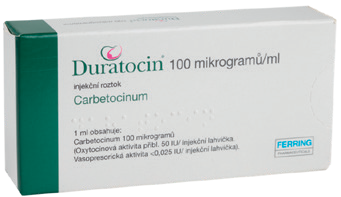 Duratocin® 100 mikrogramů/ml
injekční roztok
Carbetocinum
1 ml obsahuje:
Carbetocinum 100 mikrogramů
(Oxytocinová aktivita přibl. 50 IU/ injekční lahvička).
Vasopresorická aktivita <0,025 IU/ injekční lahvička).
FERRING
PHARMACEUTICALS